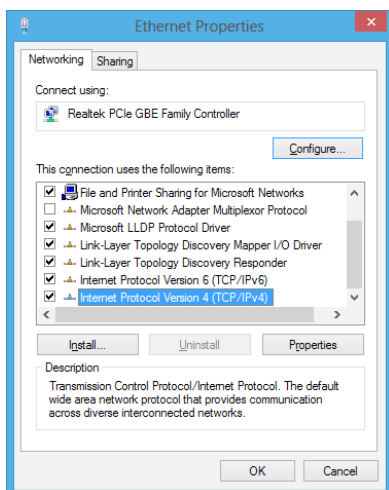 Ethernet Properties
Networking
Sharing
Connect using:
Realtek PCIe GBE Family Controller
Configure...
This connection uses the following items:
File and Printer Sharing for Microsoft Networks
Microsoft Network Adapter Multiplexor Protocol
Microsoft LLDP Protocol Driver
Link-Layer Topology Discovery Mapper I/O Driver
Link-Layer Topology Discovery Responder
Internet Protocol Version 6 (TCP/IPv6)
Internet Protocol Version 4 (TCP/IPv4)
Install...
Uninstall
Properties
Description
Transmission Control Protocol/Internet Protocol. The default
wide area network protocol that provides communication
across diverse interconnected networks.
OK
Cancel